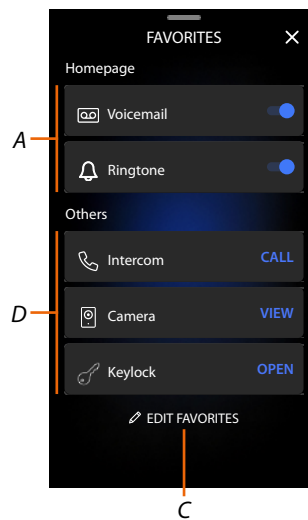 FAVORITES
Homepage
A
Voicemail
Ringtone
Others
D
Intercom CALL
Camera VIEW
Keylock OPEN
EDIT FAVORITES
C